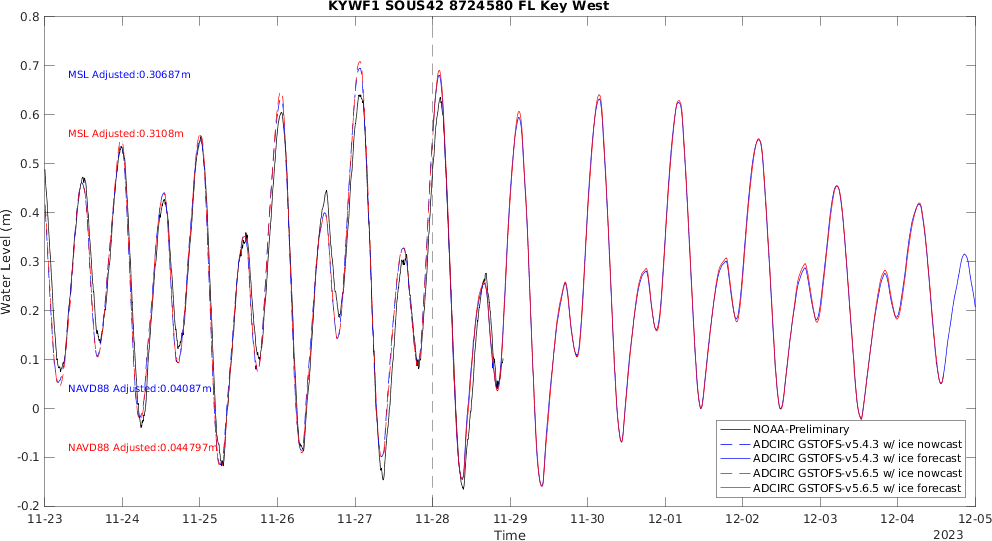 KYWF1 SOUS42 8724580 FL Key West
0.8
0.7
0.6
0.5
0.4
0.3
0.2
0.1
0
-0.1
-0.2
Water Level (m)
MSL Adjusted:0.30687m
MSL Adjusted:0.3108m
NAVD88 Adjusted:0.04087m
NAVD88 Adjusted:0.044797m
NOAA-Preliminary
ADCIRC GSTOFS-v5.4.3 w/ ice nowcast
ADCIRC GSTOFS-v5.4.3 w/ ice forecast
ADCIRC GSTOFS-v5.6.5 w/ ice nowcast
ADCIRC GSTOFS-v5.6.5 w/ ice forecast
11-23 11-24 11-25 11-26 11-27 11-28 11-29 11-30 12-01 12-02 12-03 12-04 12-05
Time
2023